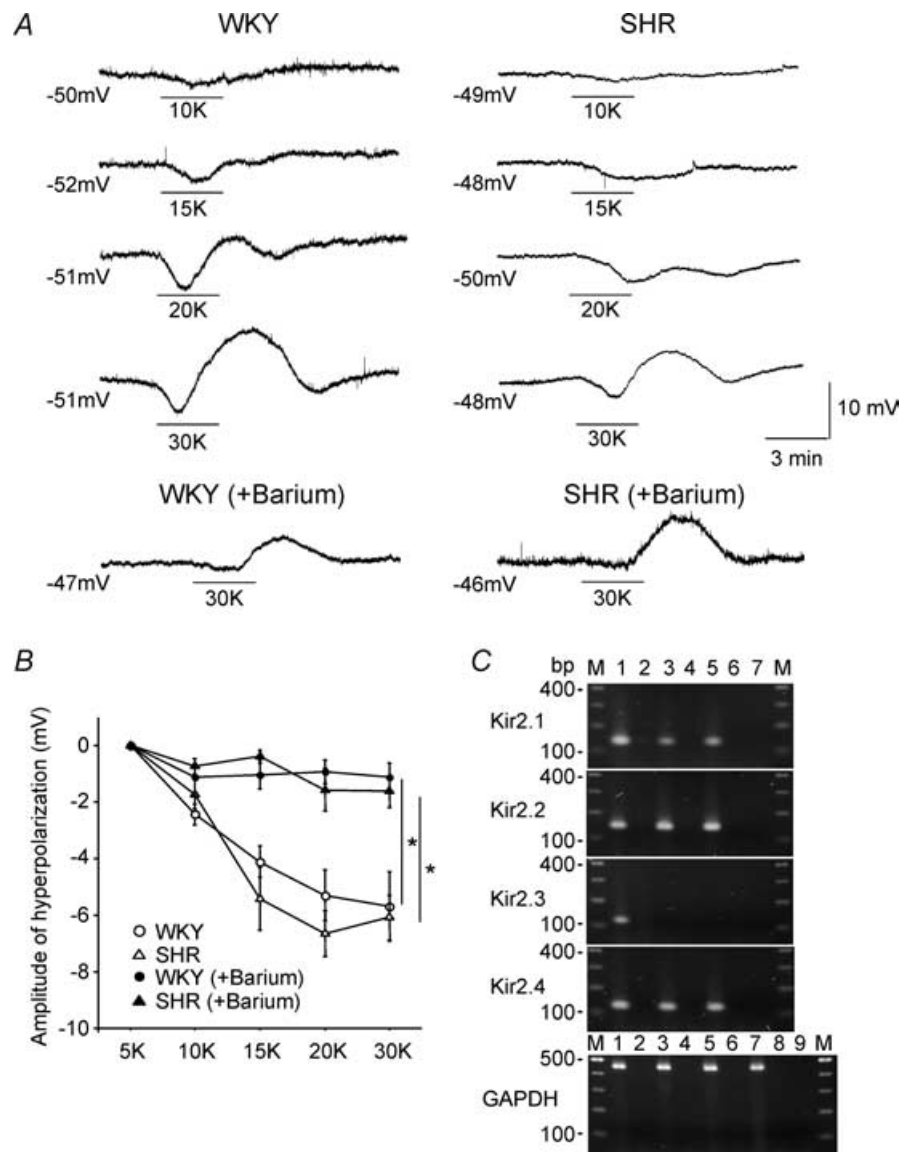 A
WKY
SHR
-50mV
10K
-49mV
10K
-52mV
15K
-48mV
15K
-51mV
20K
-50mV
20K
-51mV
30K
-48mV
30K
10 mV
3 min
WKY (+Barium)
SHR (+Barium)
-47mV
30K
-46mV
30K
B
Amplitude of hyperpolarization (mV)
0
-2
-4
-6
-8
-10
5K 10K 15K 20K 30K
WKY
SHR
WKY (+Barium)
SHR (+Barium)
*
*
C
bp M 1 2 3 4 5 6 7 M
400-
Kir2.1
100-
400-
Kir2.2
100-
400-
Kir2.3
100-
400-
Kir2.4
100-
M 1 2 3 4 5 6 7 8 9 M
500-
GAPDH
100-